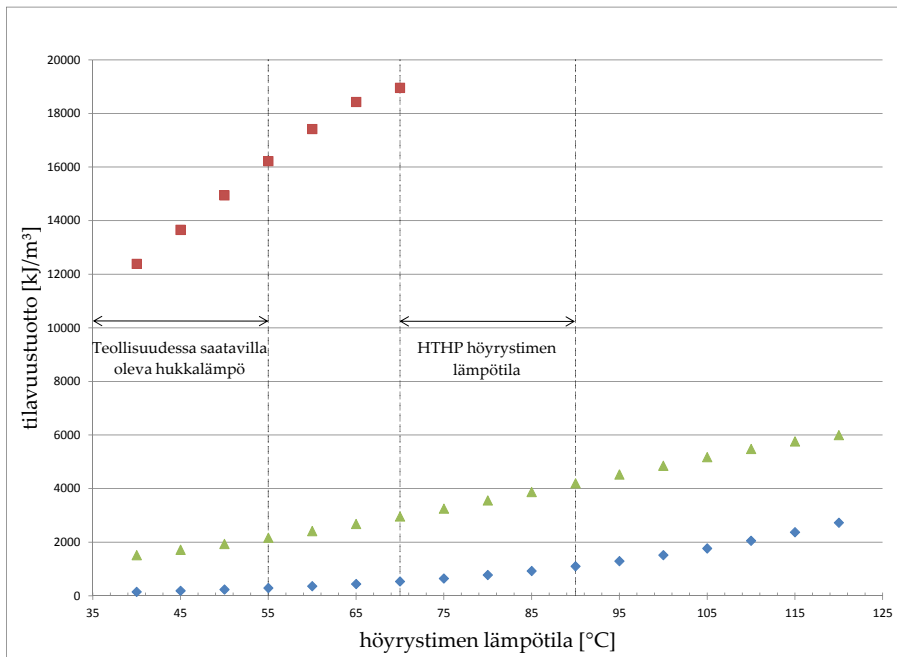 20000
18000
16000
14000
12000
10000
8000
6000
4000
2000
0
tilavuustuotto [kJ/m³]
Teollisuudessa saatavilla
oleva hukkalämpö
HTHP höyrystimen
lämpötila
35 45 55 65 75 85 95 105 115 125
höyrystimen lämpötila [°C]